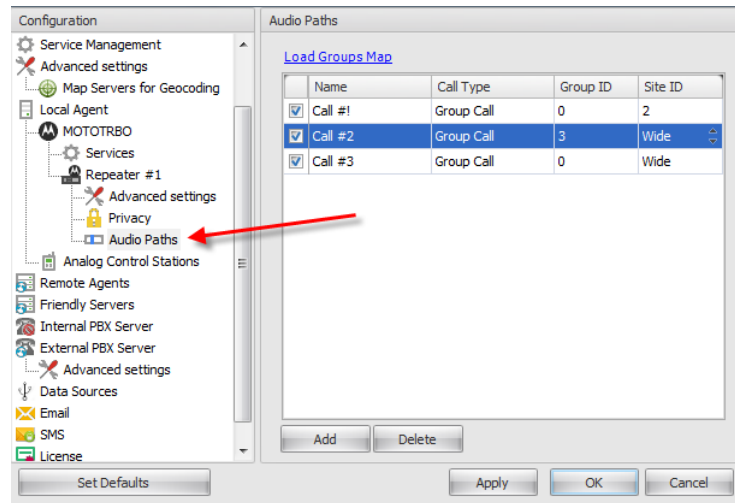 Configuration
Service Management
Advanced settings
Map Servers for Geocoding
Local Agent
MOTOTRBO
Services
Repeater #1
Advanced settings
Privacy
Audio Paths
Analog Control Stations
Remote Agents
Friendly Servers
Internal PBX Server
External PBX Server
Advanced settings
Data Sources
Email
SMS
License
Set Defaults
Audio Paths
Load Groups Map
Name Call Type Group ID Site ID
Call #! Group Call 0 2
Call #2 Group Call 3 Wide
Call #3 Group Call 0 Wide
Add Delete
Apply OK Cancel